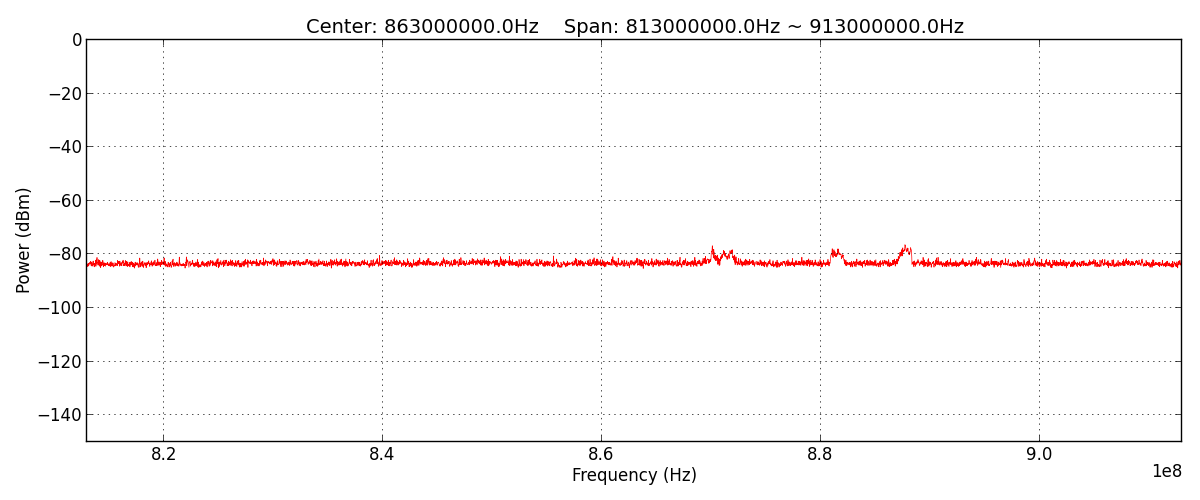 Center: 863000000.0Hz    Span: 813000000.0Hz ~ 913000000.0Hz
0
−20
−40
−60
−80
−100
−120
−140
Power (dBm)
8.2 8.4 8.6 8.8 9.0
1e8
Frequency (Hz)